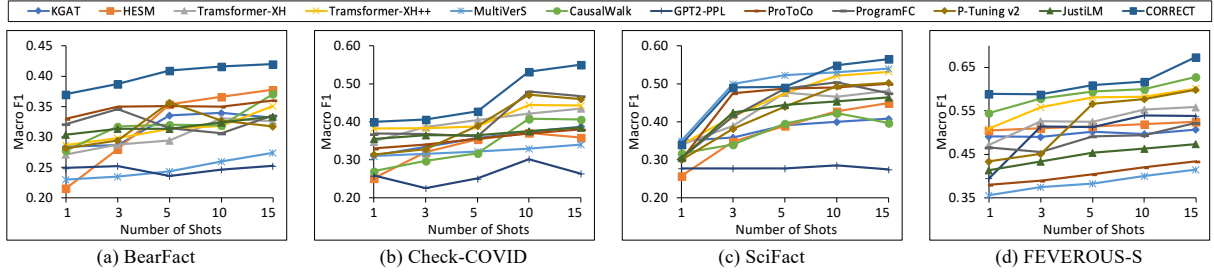 KGAT HESM Transformer-XH Transformer-XH++ MultiVerS CausalWalk GPT2-PPL ProToCo ProgramFC P-Tuning v2 JustiLM CORRECT
0.45
0.40
0.35
0.30
0.25
0.20
Macro F1
1 3 5 10 15
Number of Shots
(a) BearFact
0.60
0.50
0.40
0.30
0.20
Macro F1
1 3 5 10 15
Number of Shots
(b) Check-COVID
0.60
0.50
0.40
0.30
0.20
Macro F1
1 3 5 10 15
Number of Shots
(c) SciFact
0.65
0.55
0.45
0.35
Macro F1
1 3 5 10 15
Number of Shots
(d) FEVEROUS-S